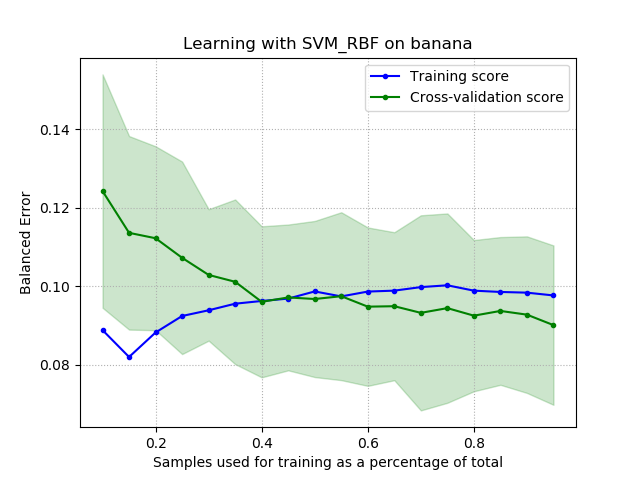 Learning with SVM_RBF on banana
Training score
Cross-validation score
Balanced Error
0.14
0.12
0.10
0.08
0.2
0.4
0.6
0.8
Samples used for training as a percentage of total